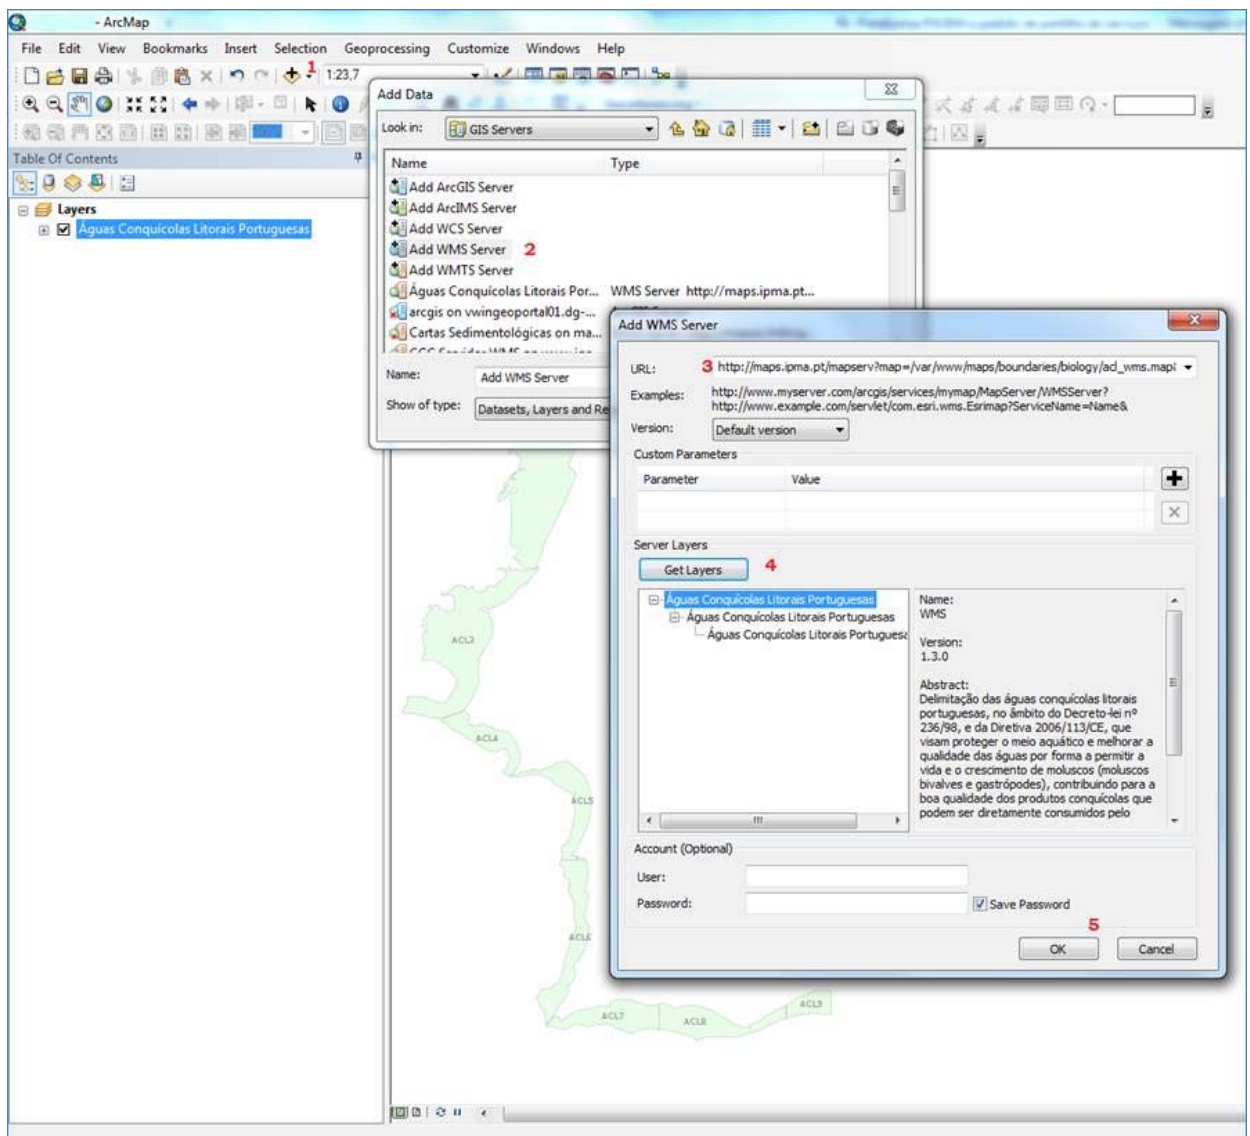 - ArcMap
File Edit View Bookmarks Insert Selection Geoprocessing Customize Windows Help
1
1:23,7
Table Of Contents
Layers
Águas Conquícolas Litorais Portuguesas
Add Data
Look in: GIS Servers
Name Type
Add ArcGIS Server
Add ArcIMS Server
Add WCS Server
Add WMS Server 2
Add WMTS Server
Águas Conquícolas Litorais Por... WMS Server http://maps.ipma.pt...
arcgis on vwingeoportal01.dg-...
Cartas Sedimentológicas on ma...
Name: Add WMS Server
Show of type: Datasets, Layers and Re
Add WMS Server
URL: 3 http://maps.ipma.pt/mapserv?map=/var/www/maps/boundaries/biology/acl_wms.map
Examples: http://www.myserver.com/arcgis/services/mymap/MapServer/WMSServer?
http://www.example.com/servlet/com.esri.wms.Esrimap?ServiceName=Name&
Version: Default version
Custom Parameters
Parameter Value
Server Layers
Get Layers 4
Águas Conquícolas Litorais Portuguesas
Águas Conquícolas Litorais Portuguesas
Águas Conquícolas Litorais Portugues
Name:
WMS
Version:
1.3.0
Abstract:
Delimitação das águas conquícolas litorais
portuguesas, no âmbito do Decreto-lei nº
236/98, e da Diretiva 2006/113/CE, que
visam proteger o meio aquático e melhorar a
qualidade das águas por forma a permitir a
vida e o crescimento de moluscos (moluscos
bivalves e gastrópodes), contribuindo para a
boa qualidade dos produtos conquícolas que
podem ser diretamente consumidos pelo
Account (Optional)
User:
Password:
Save Password
5
OK Cancel
ACL3
ACL4
ACL5
ACL6
ACL7
ACL8
ACL9